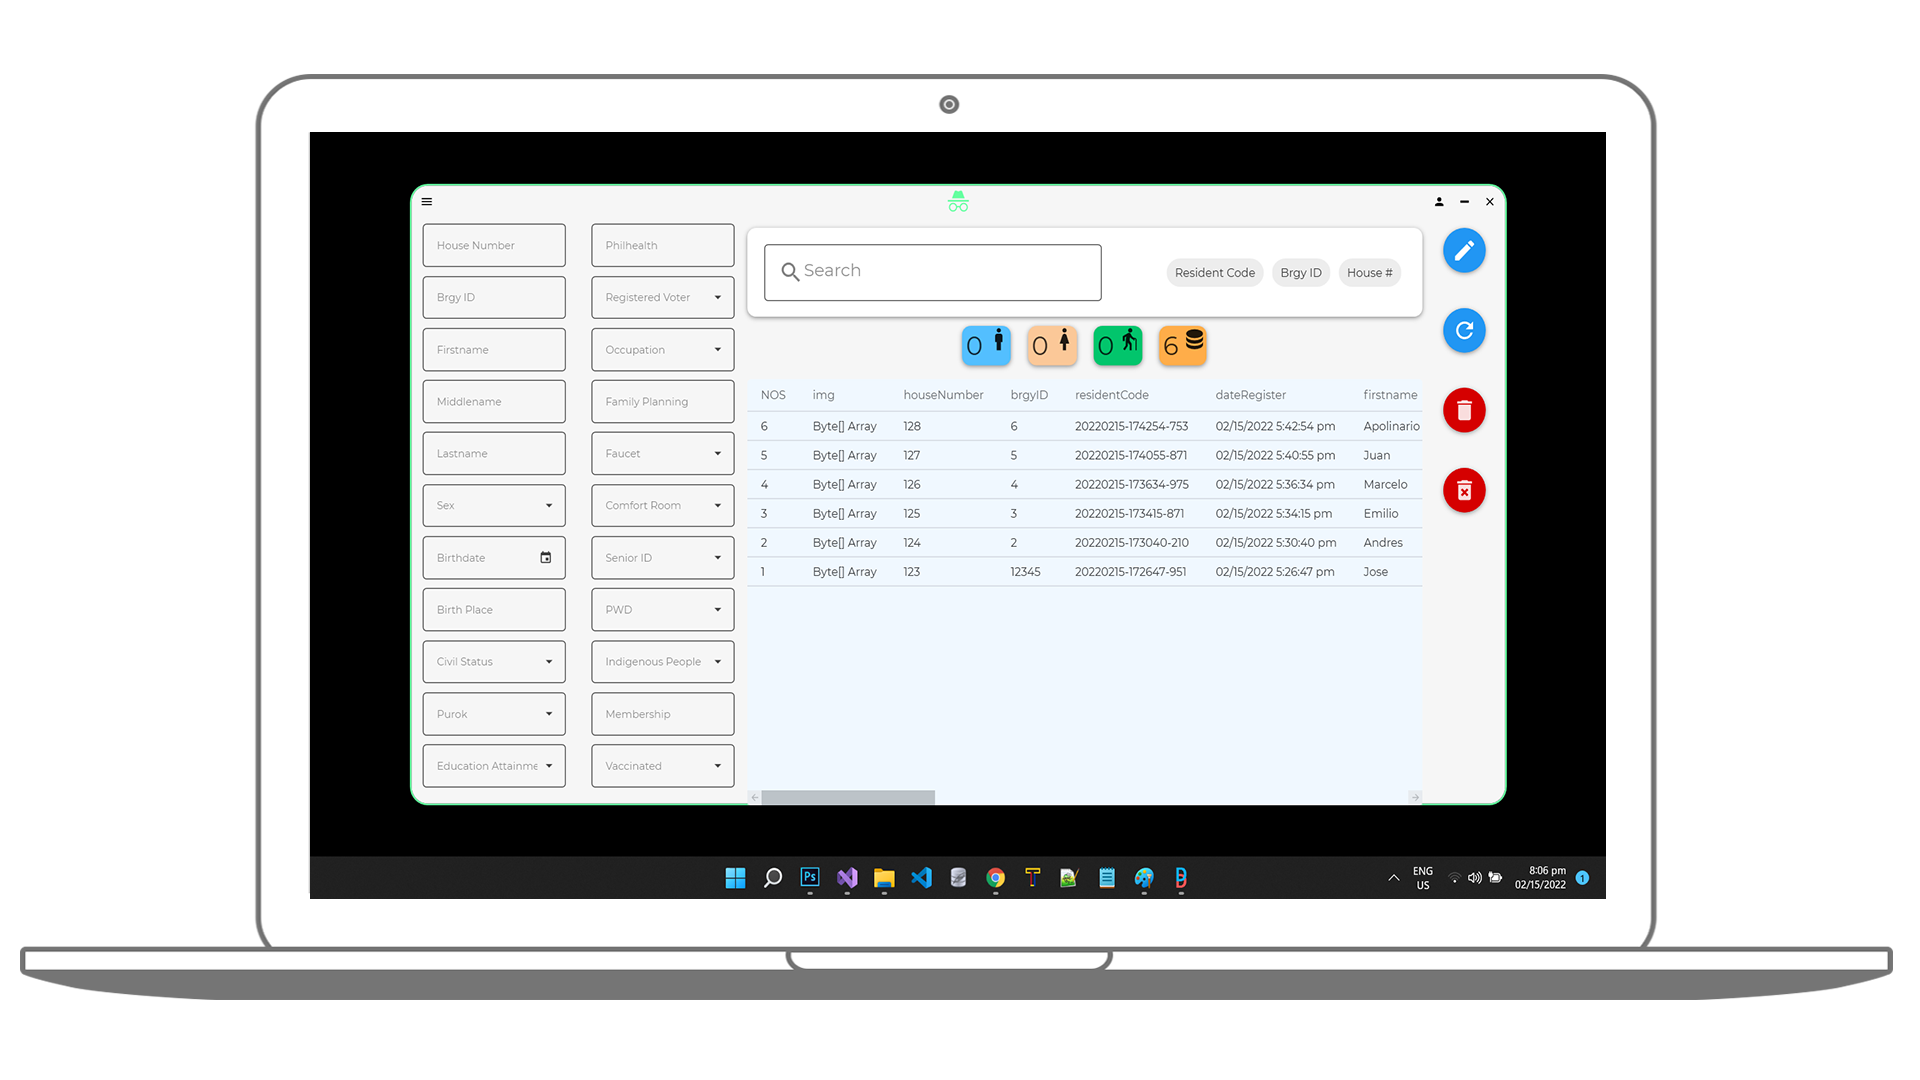 House Number
Philhealth
Brgy ID
Registered Voter
Firstname
Occupation
Middlename
Family Planning
Lastname
Faucet
Sex
Comfort Room
Birthdate
Senior ID
Birth Place
PWD
Civil Status
Indigenous People
Purok
Membership
Education Attainme
Vaccinated
Search
Resident Code Brgy ID House #
0 0 0 6
NOS img houseNumber brgyID residentCode dateRegister firstname
6 Byte[] Array 128 6 20220215-174254-753 02/15/2022 5:42:54 pm Apolinario
5 Byte[] Array 127 5 20220215-174055-871 02/15/2022 5:40:55 pm Juan
4 Byte[] Array 126 4 20220215-173634-975 02/15/2022 5:36:34 pm Marcelo
3 Byte[] Array 125 3 20220215-173415-871 02/15/2022 5:34:15 pm Emilio
2 Byte[] Array 124 2 20220215-173040-210 02/15/2022 5:30:40 pm Andres
1 Byte[] Array 123 12345 20220215-172647-951 02/15/2022 5:26:47 pm Jose
Ps
ENG
US
8:06 pm
02/15/2022
1